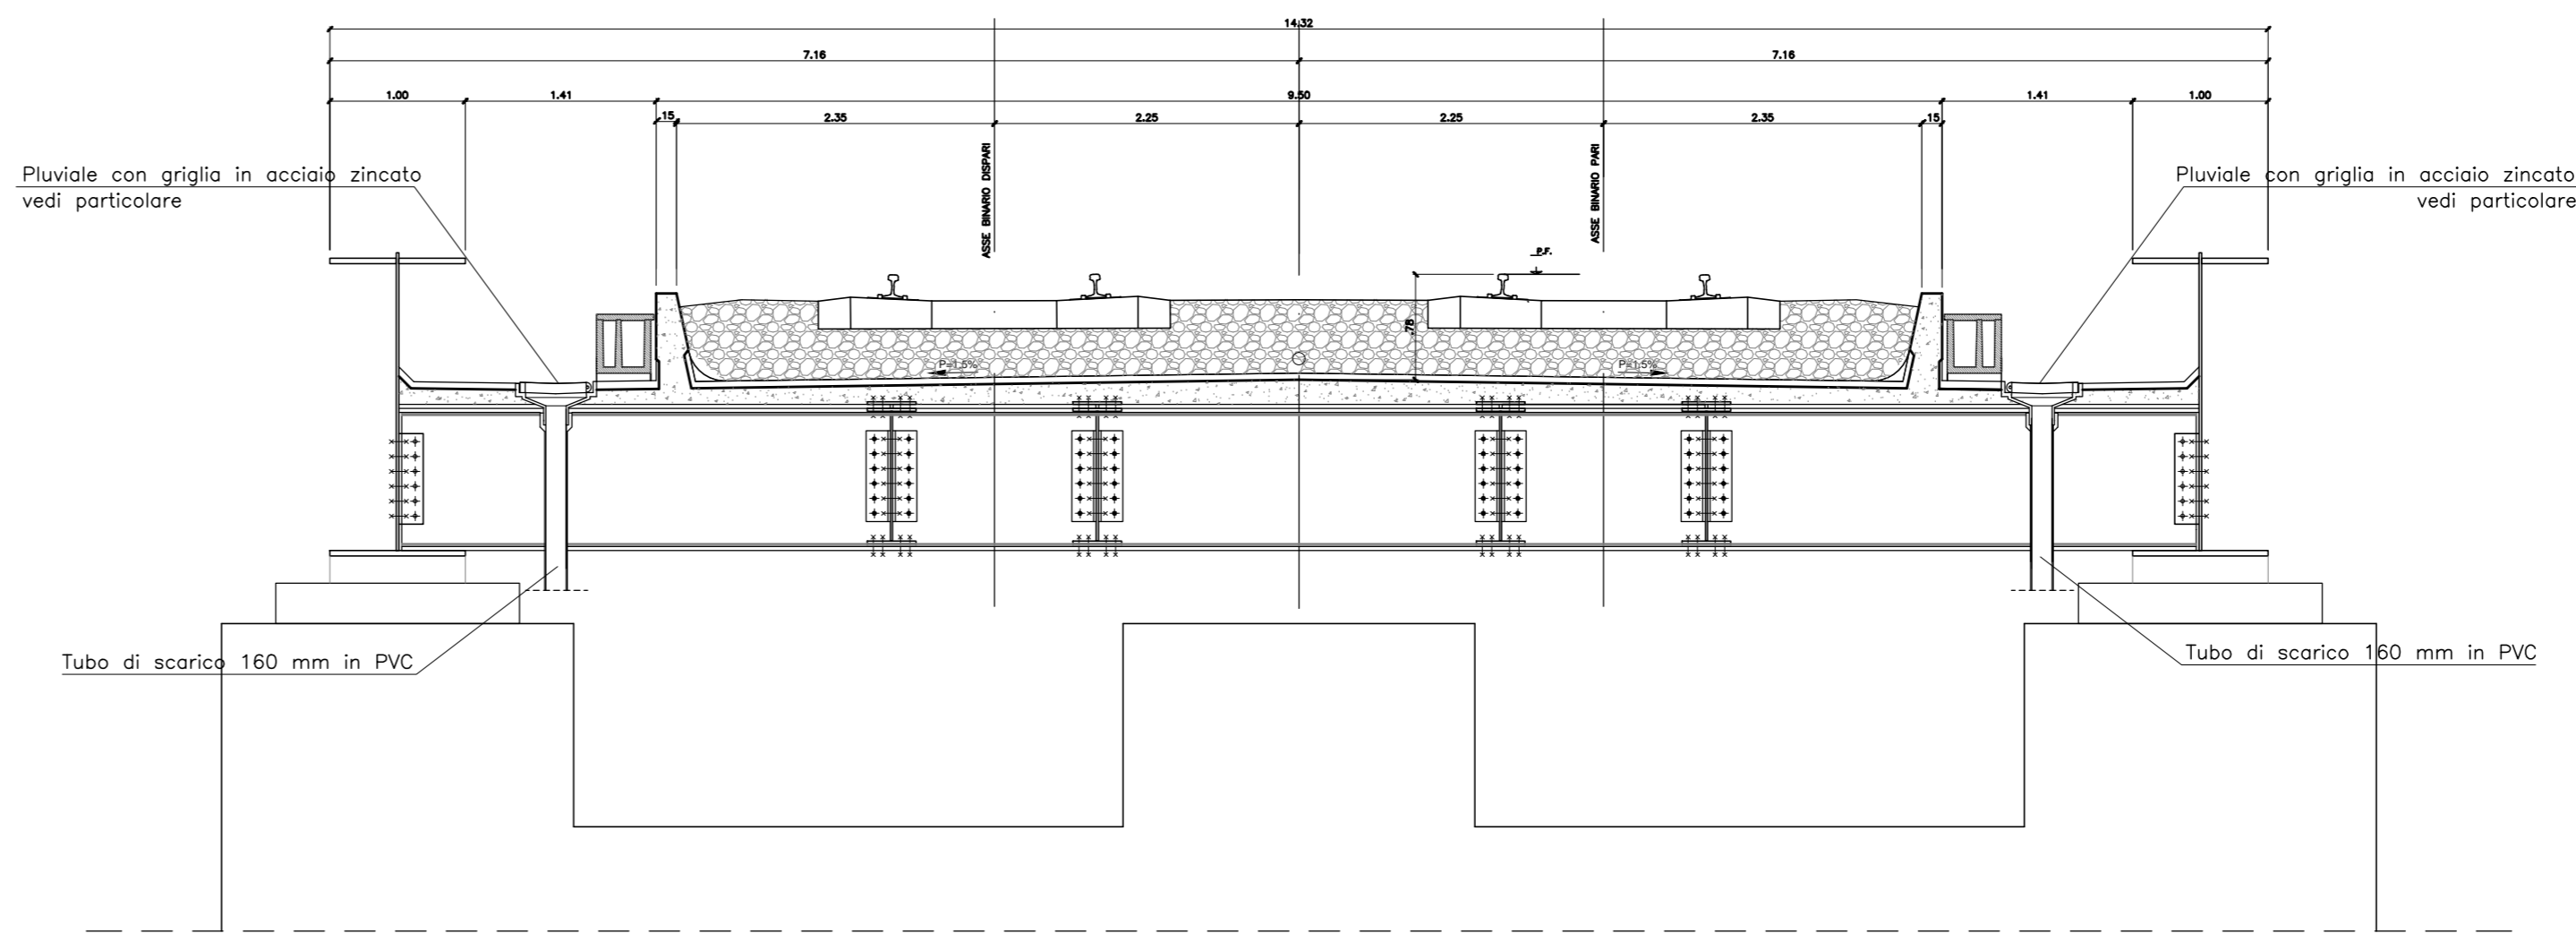 14.32
7.16
7.16
1.00
1.41
9.50
1.41
1.00
15
2.35
2.25
2.25
2.35
15
Pluviale con griglia in acciaio zincato
vedi particolare
ASSE BINARIO DISPARI
ASSE BINARIO PARI
Pluviale con griglia in acciaio zincato
vedi particolare
P.F.
.78
P=1.5%
P=1.5%
Tubo di scarico 160 mm in PVC
Tubo di scarico 160 mm in PVC